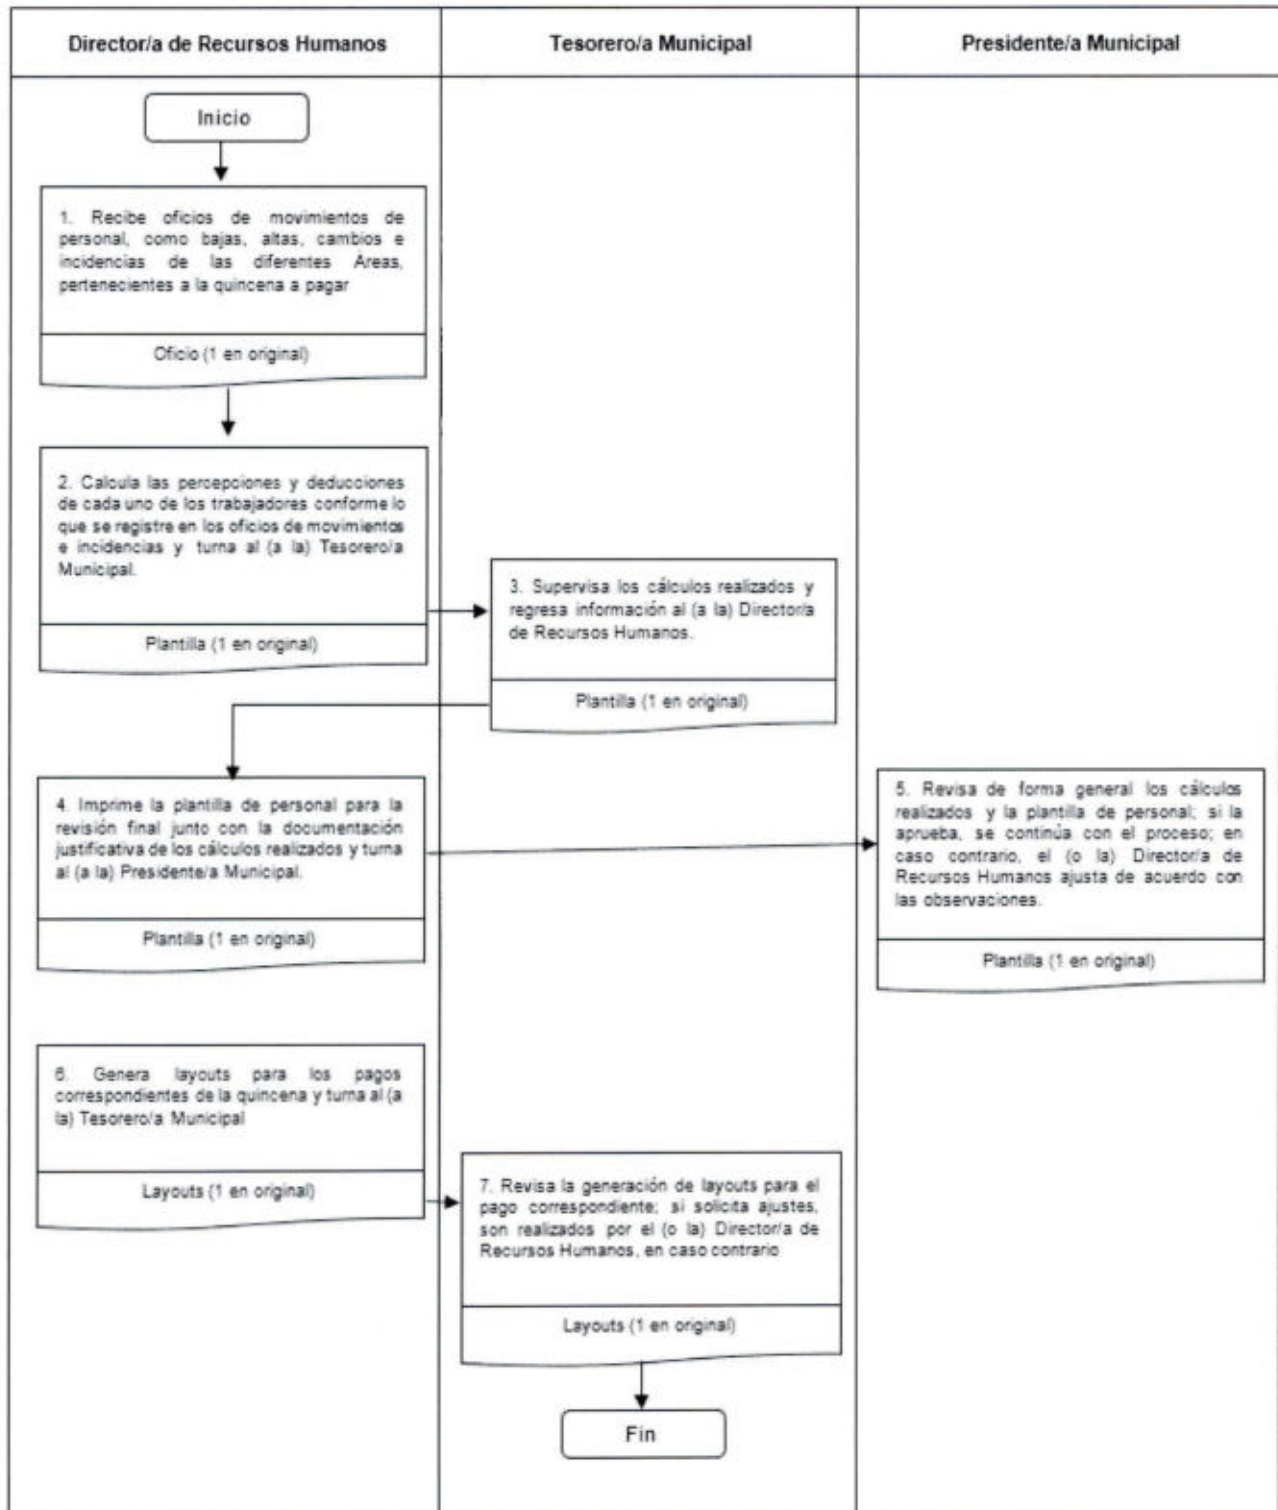 Director/a de Recursos Humanos
Tesorero/a Municipal
Presidente/a Municipal
Inicio
1. Recibe oficios de movimientos de
personal, como bajas, altas, cambios e
incidencias de las diferentes Áreas,
pertenecientes a la quincena a pagar
Oficio (1 en original)
2. Calcula las percepciones y deducciones
de cada uno de los trabajadores conforme lo
que se registre en los oficios de movimientos
e incidencias y turna al (a la) Tesorero/a
Municipal.
Plantilla (1 en original)
3. Supervisa los cálculos realizados y
regresa información al (a la) Director/a
de Recursos Humanos.
Plantilla (1 en original)
4. Imprime la plantilla de personal para la
revisión final junto con la documentación
justificativa de los cálculos realizados y turna
al (a la) Presidente/a Municipal.
Plantilla (1 en original)
5. Revisa de forma general los cálculos
realizados y la plantilla de personal; si la
aprueba, se continúa con el proceso; en
caso contrario, el (o la) Director/a de
Recursos Humanos ajusta de acuerdo con
las observaciones.
Plantilla (1 en original)
6. Genera layouts para los pagos
correspondientes de la quincena y turna al (a
la) Tesorero/a Municipal
Layouts (1 en original)
7. Revisa la generación de layouts para el
pago correspondiente; si solicita ajustes,
son realizados por el (o la) Director/a de
Recursos Humanos, en caso contrario
Layouts (1 en original)
Fin